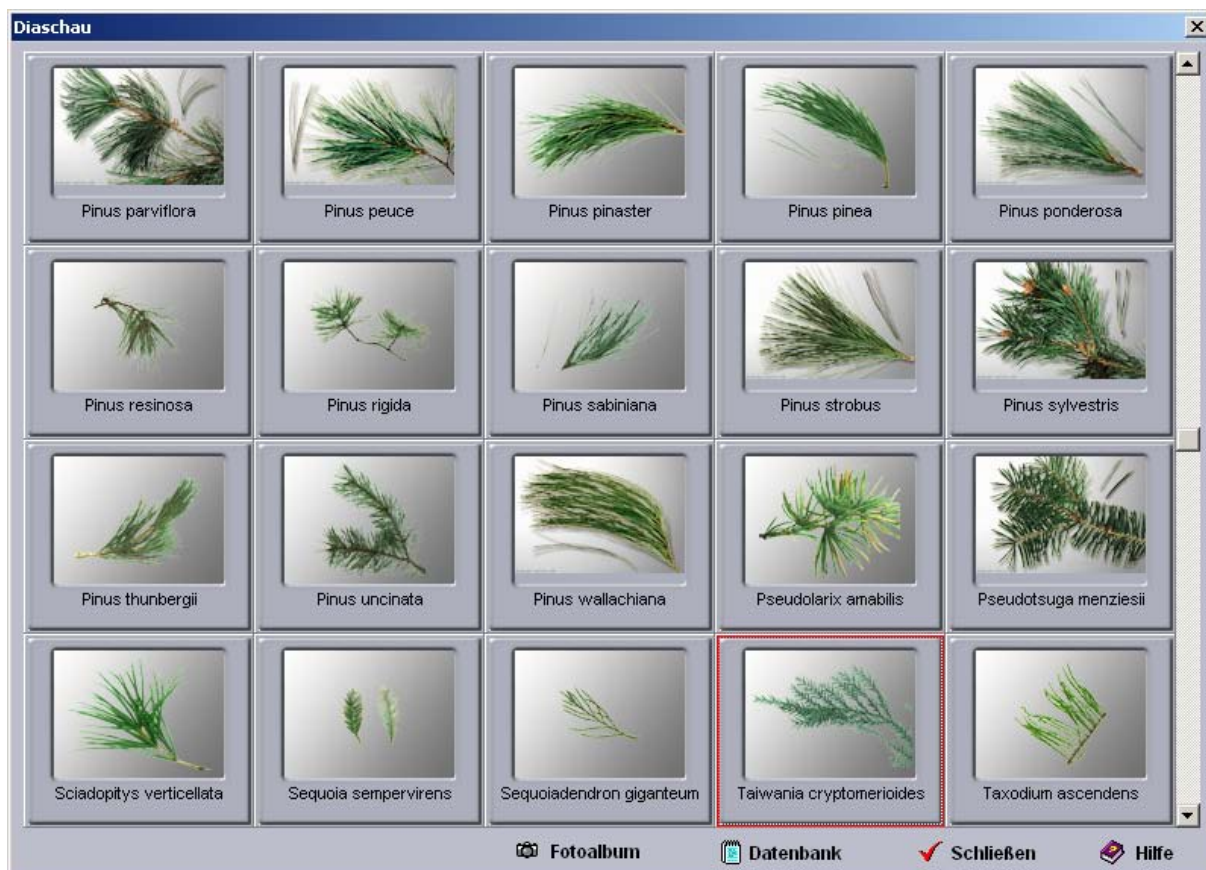 Diaschau
Pinus parviflora
Pinus peuce
Pinus pinaster
Pinus pinea
Pinus ponderosa
Pinus resinosa
Pinus rigida
Pinus sabiniana
Pinus strobus
Pinus sylvestris
Pinus thunbergii
Pinus uncinata
Pinus wallachiana
Pseudolarix amabilis
Pseudotsuga menziesii
Sciadopitys verticellata
Sequoia sempervirens
Sequoiadendron giganteum
Taiwania cryptomerioides
Taxodium ascendens
Fotoalbum
Datenbank
Schließen
Hilfe